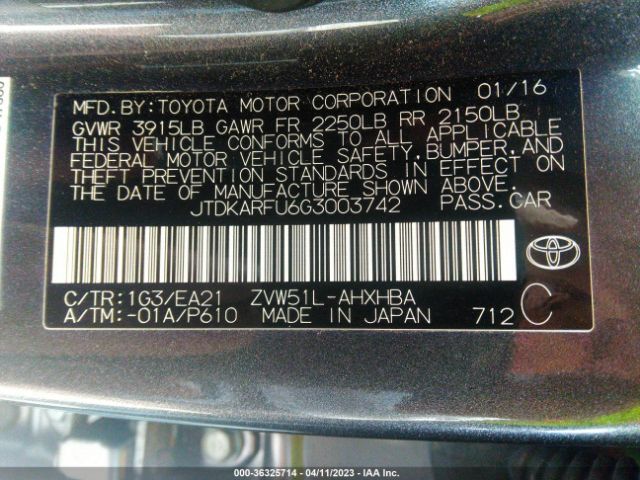 MFD. BY: TOYOTA MOTOR CORPORATION 01/16
GVWR 3915LB GAWR FR 2250LB RR 2150LB
THIS VEHICLE CONFORMS TO ALL APPLICABLE
FEDERAL MOTOR VEHICLE SAFETY, BUMPER, AND
THEFT PREVENTION STANDARDS IN EFFECT ON
THE DATE OF MANUFACTURE SHOWN ABOVE.
JTDKARFU6G3003742 PASS. CAR
C/TR: 1G3/EA21 ZVW51L-AHXHBA
A/TM: -01A/P610 MADE IN JAPAN 712 C
TOYOTA
000-36325714 - 04/11/2023 - IAA Inc.